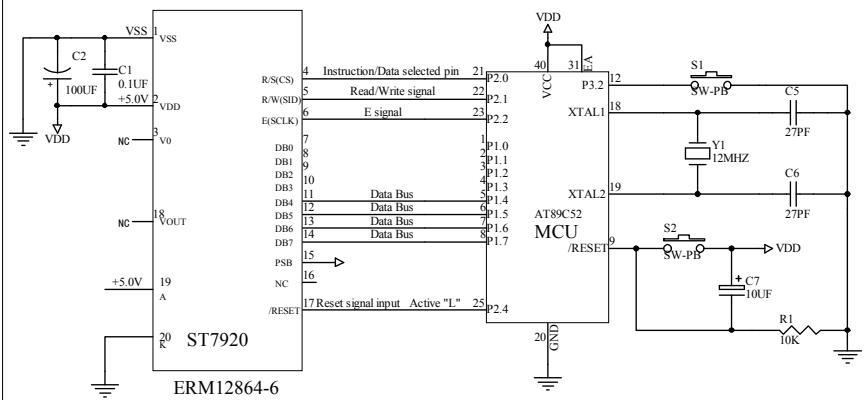 VSS
1
VSS
C2
100UF
C1
0.1UF
+5.0V
2
VDD
VDD
NC
3
V0
NC
18
VOUT
+5.0V
19
A
20
K
ST7920
ERM12864-6
R/S(CS)
4
Instruction/Data selected pin
21
P2.0
R/W(SID)
5
Read/Write signal
22
P2.1
E(SCLK)
6
E signal
23
P2.2
DB0
7
1
P1.0
DB1
8
2
P1.1
DB2
9
3
P1.2
DB3
10
4
P1.3
DB4
11
Data Bus
5
P1.4
DB5
12
Data Bus
6
P1.5
DB6
13
Data Bus
7
P1.6
DB7
14
Data Bus
8
P1.7
PSB
15
NC
16
/RESET
17
Reset signal input Active "L"
25
P2.4
VDD
40
VCC
31
EA
P3.2
12
XTAL1
18
XTAL2
19
AT89C52
MCU
/RESET
9
20
GND
S1
SW-PB
C5
27PF
Y1
12MHZ
C6
27PF
S2
SW-PB
VDD
+
C7
10UF
R1
10K
+